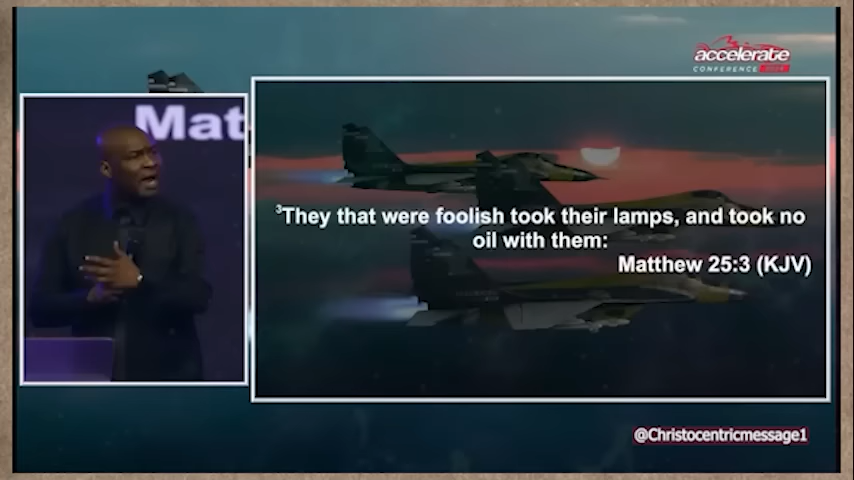 accelerate
CONFERENCE
Mat
³They that were foolish took their lamps, and took no
oil with them:
Matthew 25:3 (KJV)
@Christocentricmessage1